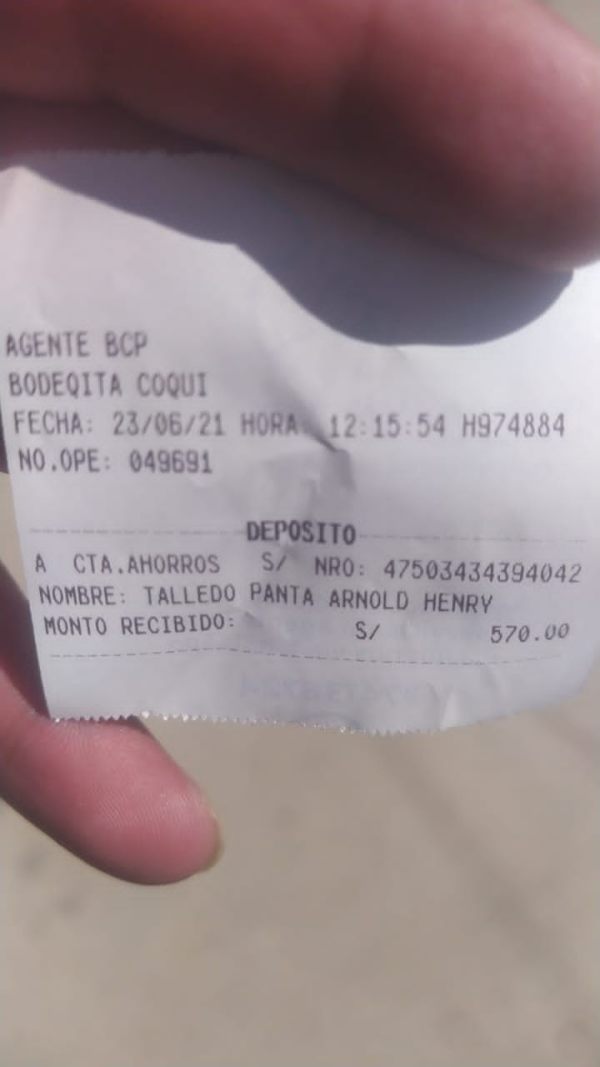 AGENTE BCP
BODEQITA COQUI
FECHA: 23/06/21 HORA: 12:15:54 H974884
NO.OPE: 049691
DEPOSITO
A CTA.AHORROS S/ NRO: 47503434394042
NOMBRE: TALLEDO PANTA ARNOLD HENRY
MONTO RECIBIDO: S/ 570.00